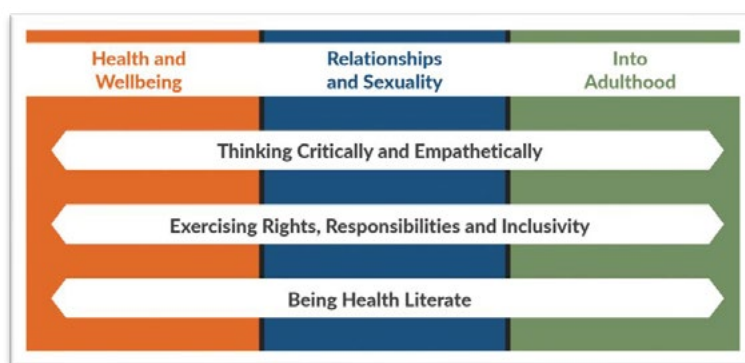 Health and
Wellbeing
Relationships
and Sexuality
Into
Adulthood
Thinking Critically and Empathetically
Exercising Rights, Responsibilities and Inclusivity
Being Health Literate